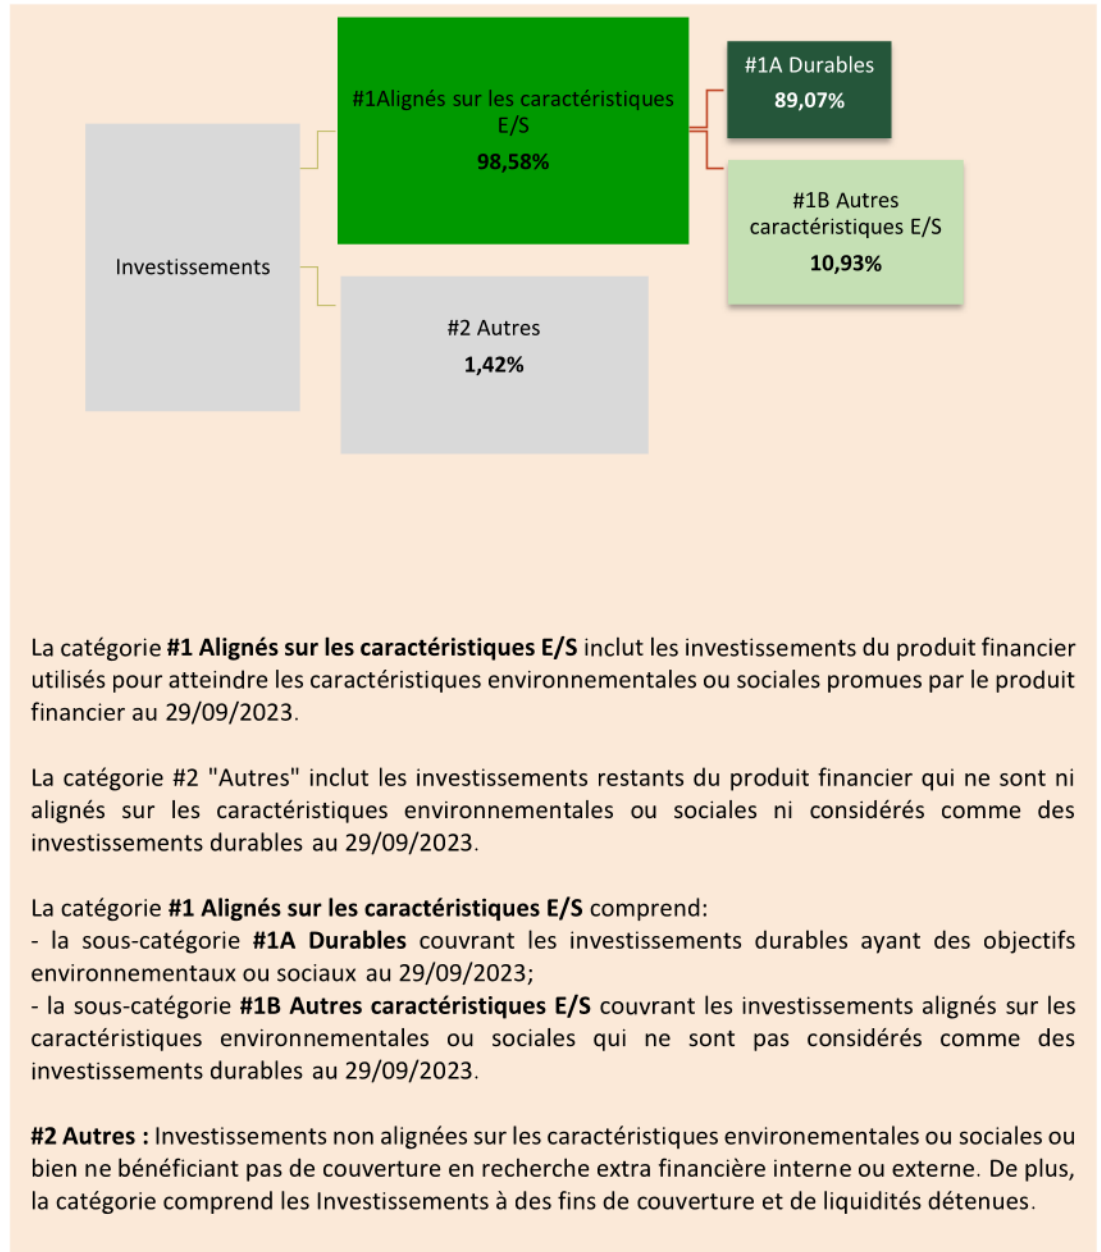 #1Alignés sur les caractéristiques
E/S
98,58%
#1A Durables
89,07%
#1B Autres
caractéristiques E/S
10,93%
Investissements
#2 Autres
1,42%
La catégorie #1 Alignés sur les caractéristiques E/S inclut les investissements du produit financier
utilisés pour atteindre les caractéristiques environnementales ou sociales promues par le produit
financier au 29/09/2023.
La catégorie #2 "Autres" inclut les investissements restants du produit financier qui ne sont ni
alignés sur les caractéristiques environnementales ou sociales ni considérés comme des
investissements durables au 29/09/2023.
La catégorie #1 Alignés sur les caractéristiques E/S comprend:
- la sous-catégorie #1A Durables couvrant les investissements durables ayant des objectifs
environnementaux ou sociaux au 29/09/2023;
- la sous-catégorie #1B Autres caractéristiques E/S couvrant les investissements alignés sur les
caractéristiques environnementales ou sociales qui ne sont pas considérés comme des
investissements durables au 29/09/2023.
#2 Autres : Investissements non alignées sur les caractéristiques environementales ou sociales ou
bien ne bénéficiant pas de couverture en recherche extra financière interne ou externe. De plus,
la catégorie comprend les Investissements à des fins de couverture et de liquidités détenues.